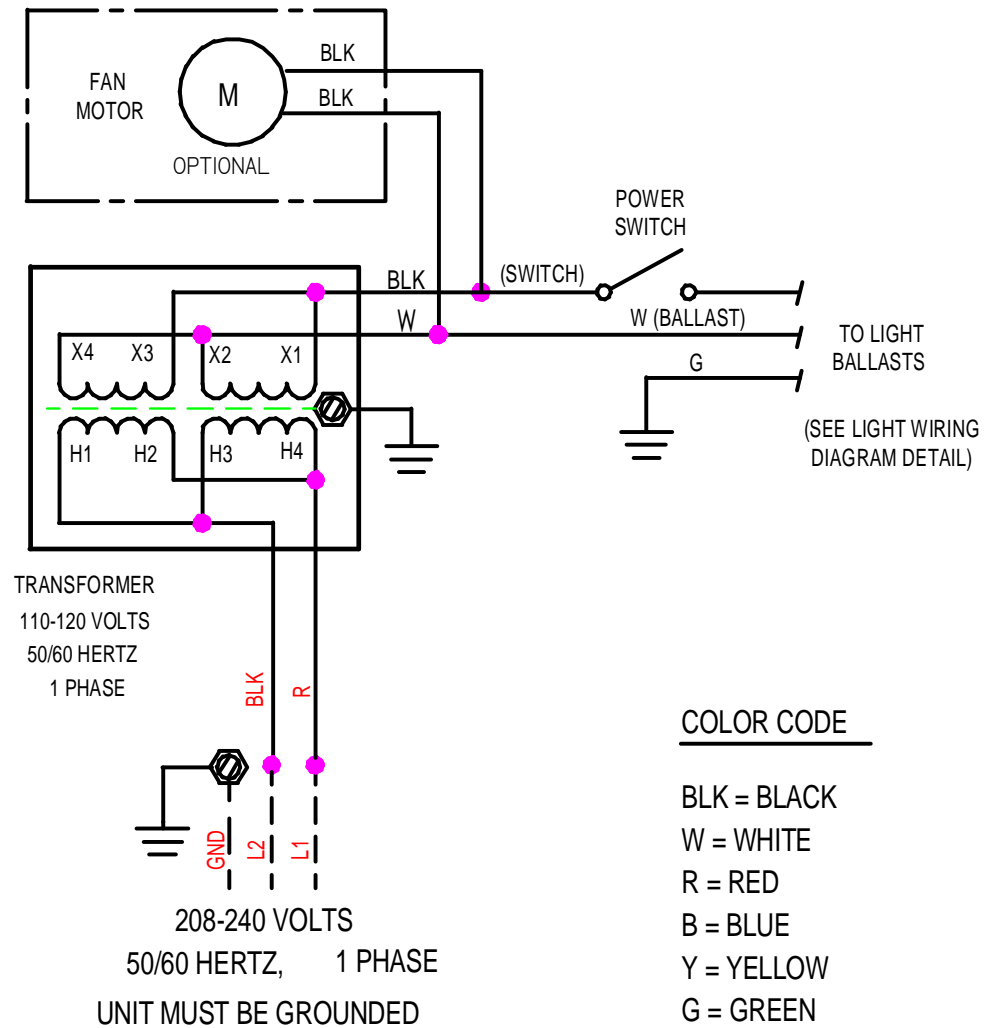 BLK
FAN
MOTOR
M
BLK
OPTIONAL
POWER
SWITCH
BLK
(SWITCH)
W
W (BALLAST)
TO LIGHT
BALLASTS
G
(SEE LIGHT WIRING
DIAGRAM DETAIL)
X4 X3 X2 X1
H1 H2 H3 H4
TRANSFORMER
110-120 VOLTS
50/60 HERTZ
1 PHASE
BLK
R
GND
L2
L1
208-240 VOLTS
50/60 HERTZ, 1 PHASE
UNIT MUST BE GROUNDED
COLOR CODE
BLK = BLACK
W = WHITE
R = RED
B = BLUE
Y = YELLOW
G = GREEN